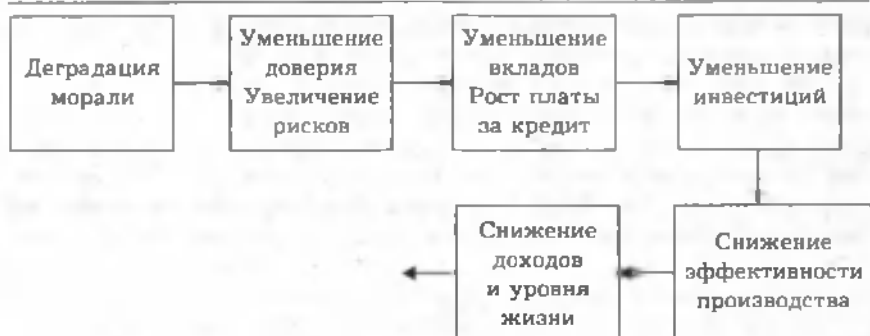 Деградация
морали
Уменьшение
доверия
Увеличение
рисков
Уменьшение
вкладов
Рост платы
за кредит
Уменьшение
инвестиций
Снижение
эффективности
производства
Снижение
доходов
и уровня
жизни